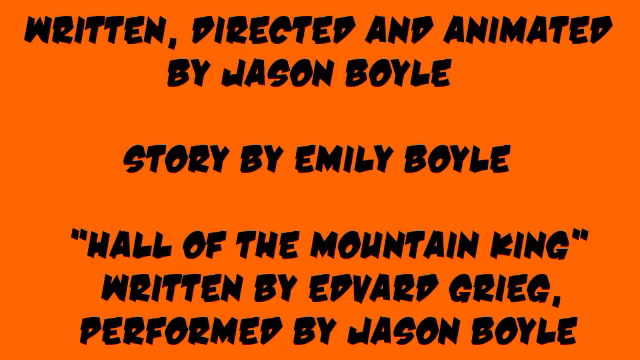 WRITTEN, DIRECTED AND ANIMATED
BY JASON BOYLE
STORY BY EMILY BOYLE
"HALL OF THE MOUNTAIN KING"
WRITTEN BY EDVARD GRIEG,
PERFORMED BY JASON BOYLE